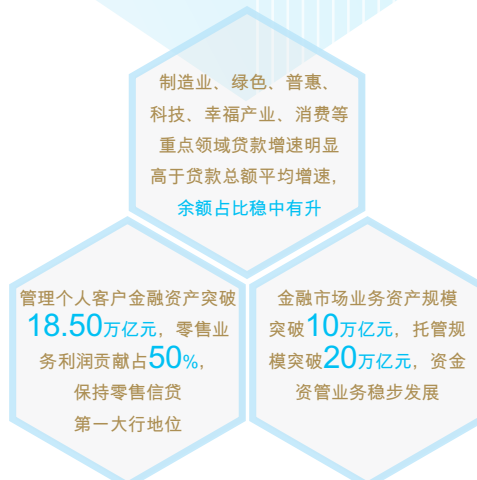 制造业、绿色、普惠、
科技、幸福产业、消费等
重点领域贷款增速明显
高于贷款总额平均增速，
余额占比稳中有升
管理个人客户金融资产突破
18.50万亿元，零售业
务利润贡献占50%，
保持零售信贷
第一大行地位
金融市场业务资产规模
突破10万亿元，托管规
模突破20万亿元，资金
资管业务稳步发展